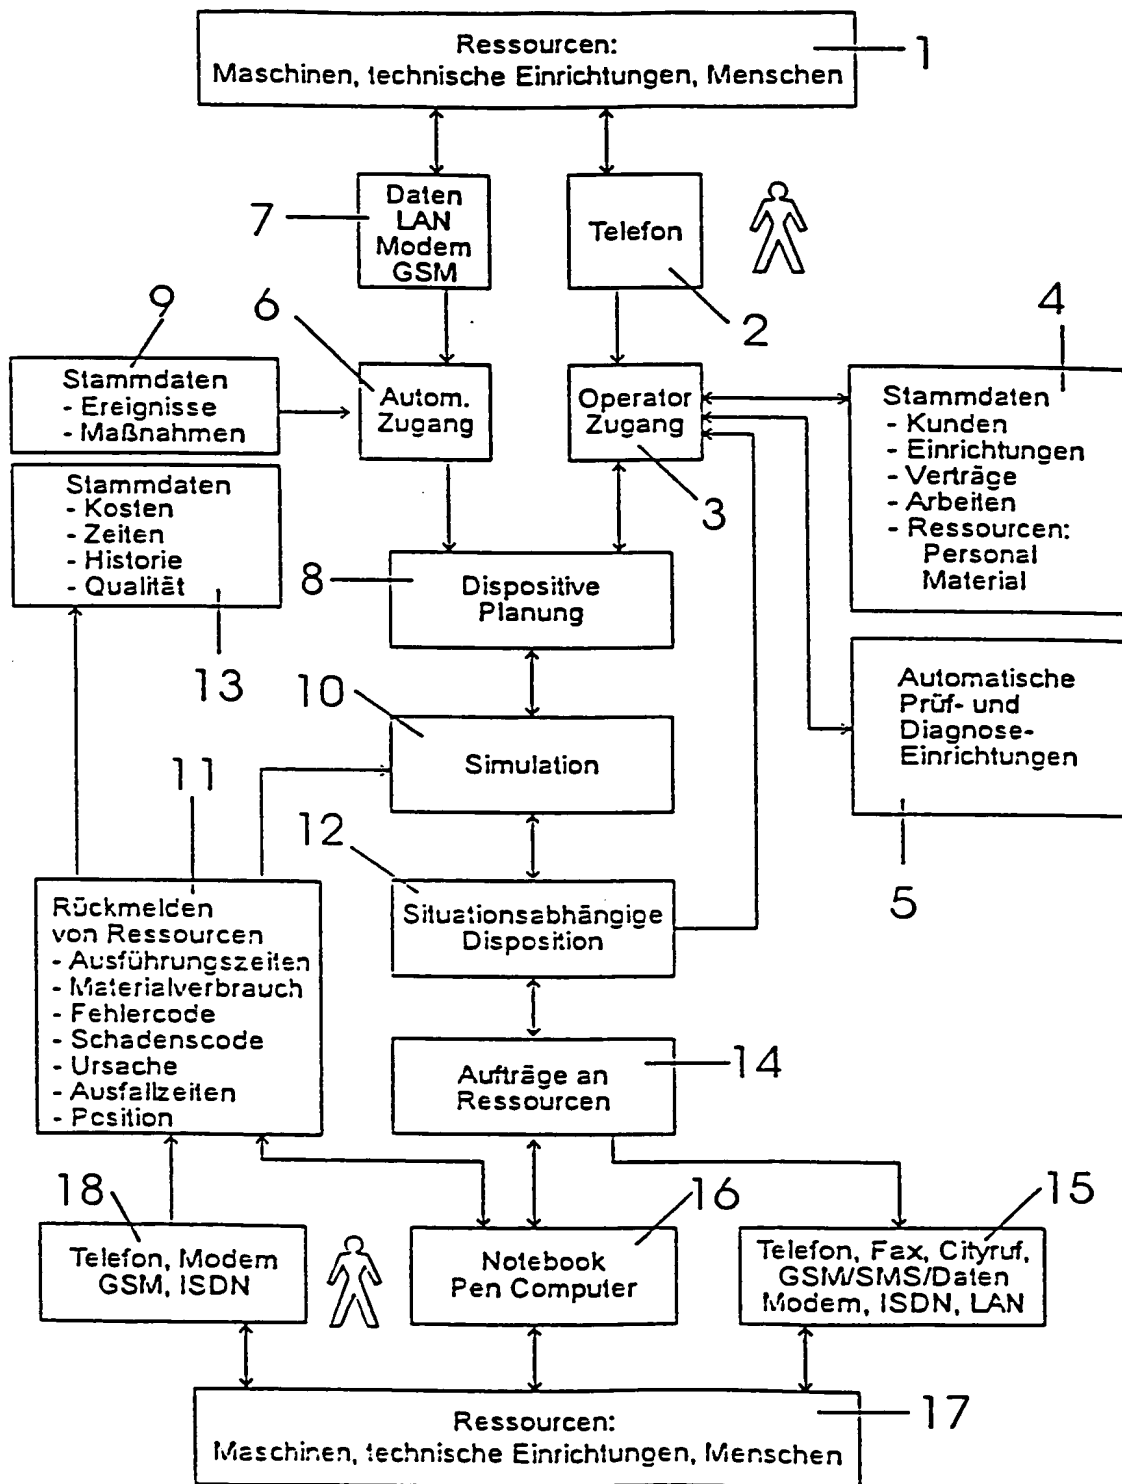 Ressourcen:
Maschinen, technische Einrichtungen, Menschen
1
Daten
LAN
Modem
GSM
7
Telefon
2
9
6
4
Stammdaten
- Ereignisse
- Maßnahmen
Autom.
Zugang
Operator
Zugang
3
Stammdaten
- Kunden
- Einrichtungen
- Verträge
- Arbeiten
- Ressourcen:
Personal
Material
Stammdaten
- Kosten
- Zeiten
- Historie
- Qualität
13
8
Dispositive
Planung
Automatische
Prüf- und
Diagnose-
Einrichtungen
5
10
Simulation
11
12
Situationsabhängige
Disposition
Rückmelden
von Ressourcen
- Ausführungszeiten
- Materialverbrauch
- Fehlercode
- Schadenscode
- Ursache
- Ausfallzeiten
- Position
Aufträge an
Ressourcen
14
18
Telefon, Modem
GSM, ISDN
16
Notebook
Pen Computer
15
Telefon, Fax, Cityruf,
GSM/SMS/Daten
Modem, ISDN, LAN
Ressourcen:
Maschinen, technische Einrichtungen, Menschen
17